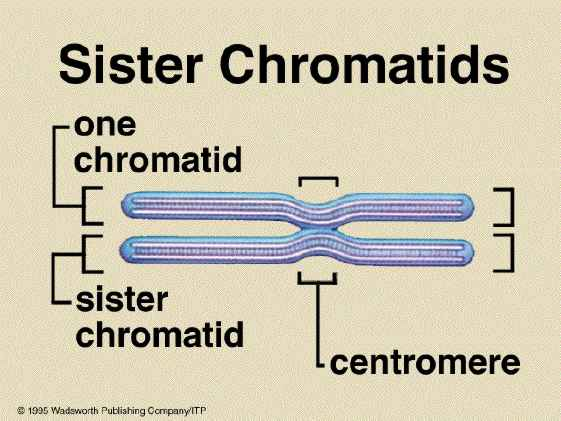 Sister Chromatids
one
chromatid
sister
chromatid
centromere
© 1995 Wadsworth Publishing Company/ITP